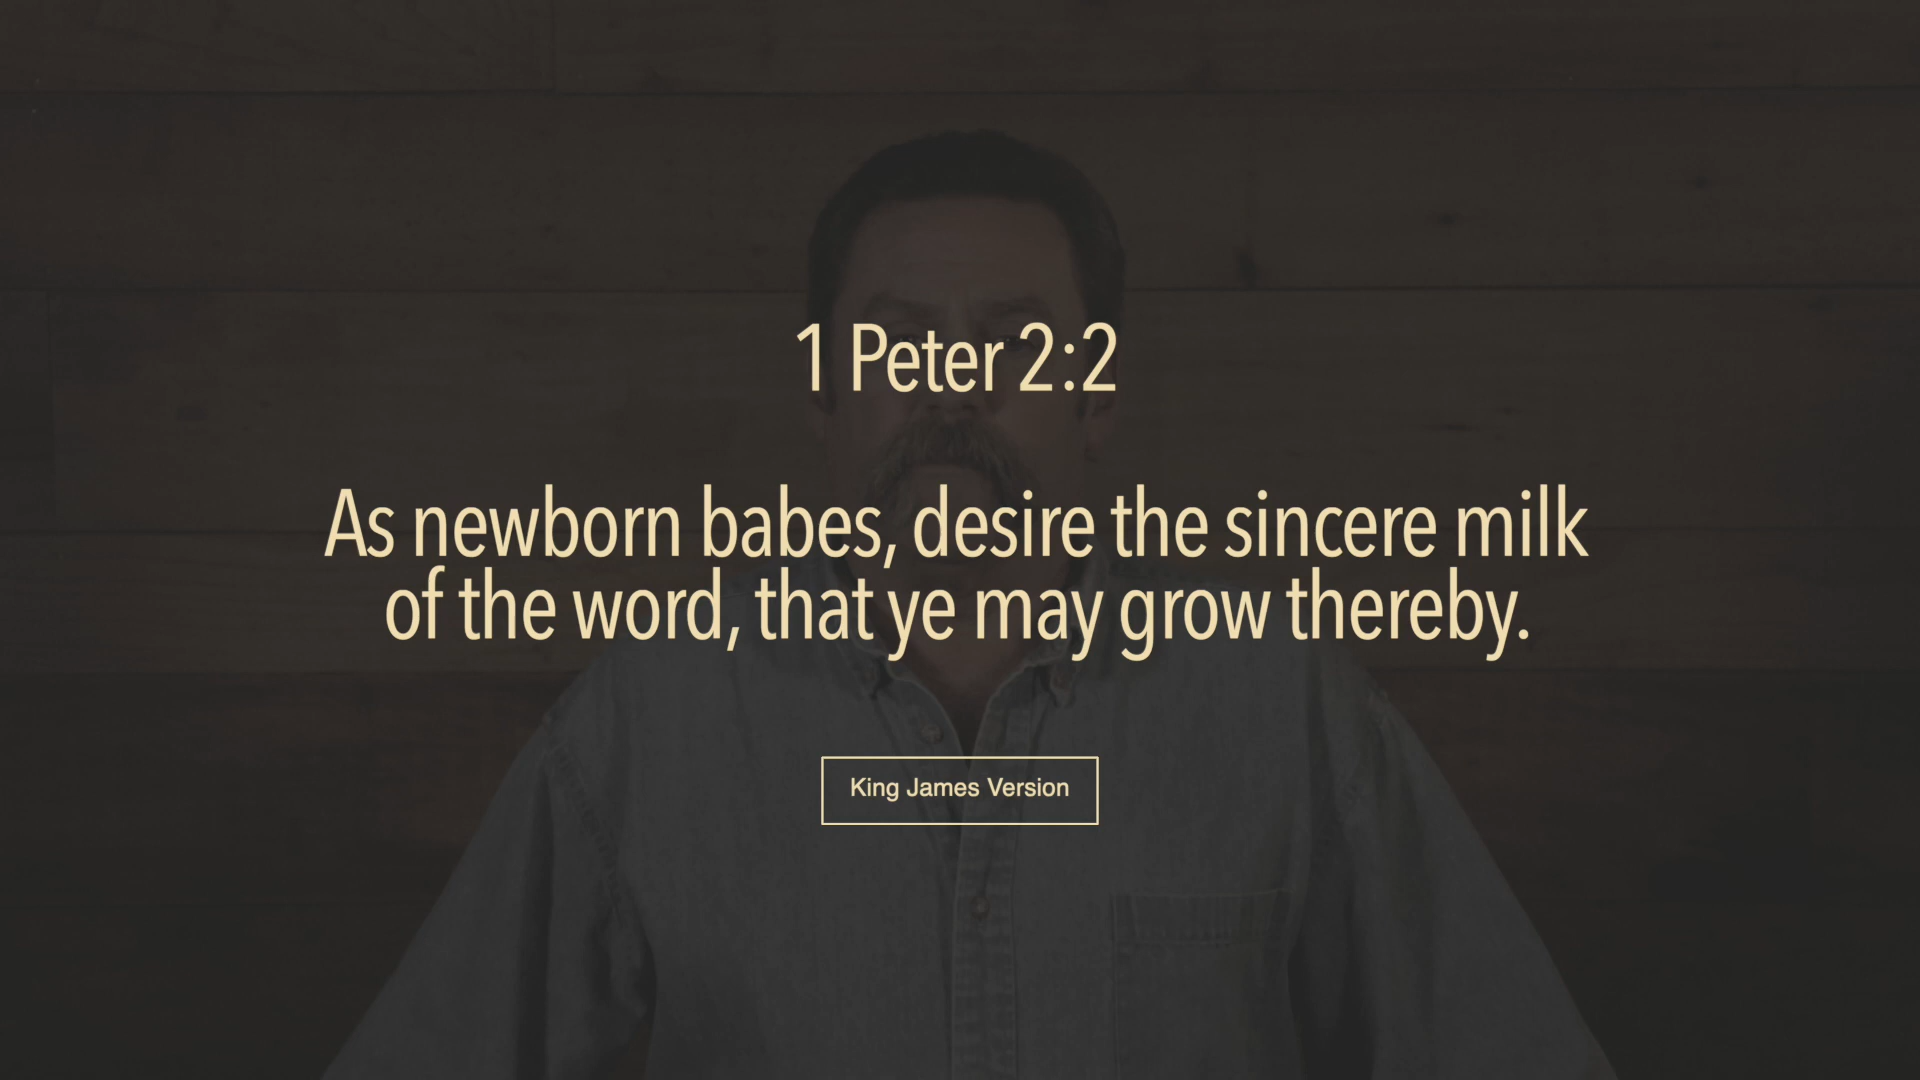 1 Peter 2:2
As newborn babes, desire the sincere milk
of the word, that ye may grow thereby.
King James Version